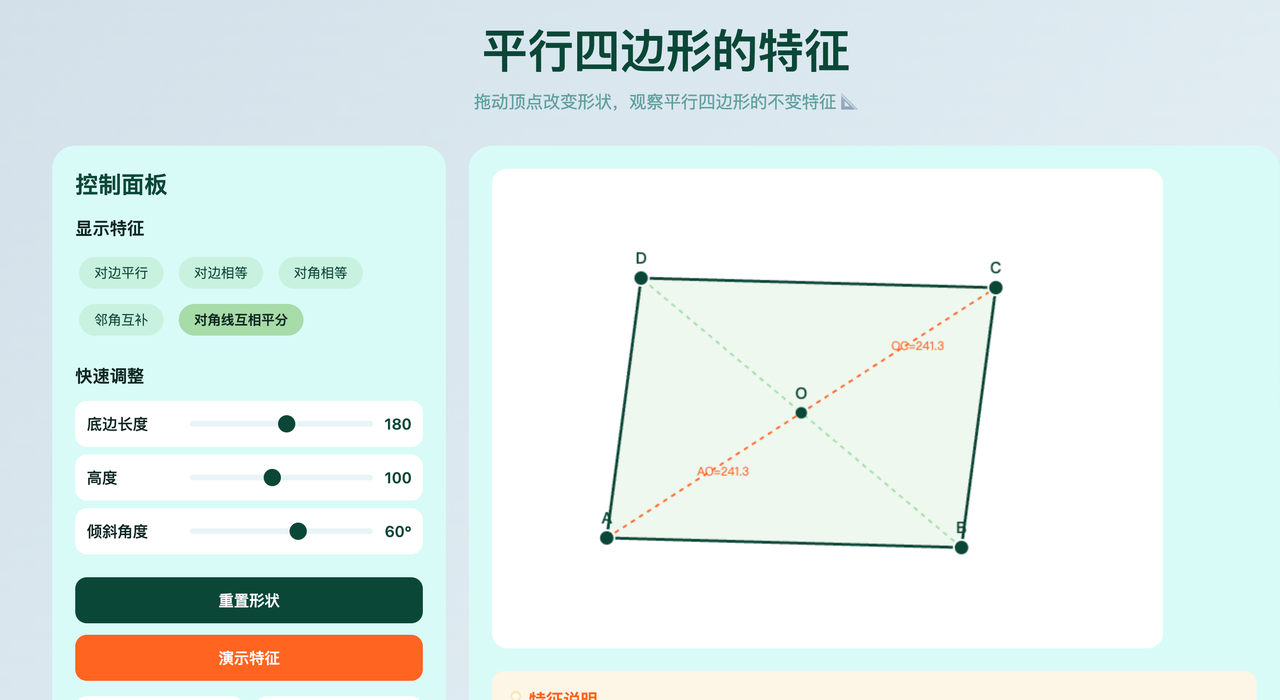 平行四边形的特征
拖动顶点改变形状，观察平行四边形的不变特征
控制面板
显示特征
对边平行
对边相等
对角相等
邻角互补
对角线互相平分
快速调整
底边长度 180
高度 100
倾斜角度 60°
重置形状
演示特征
D
C
OC=241.3
O
AO=241.3
A
B
特征说明